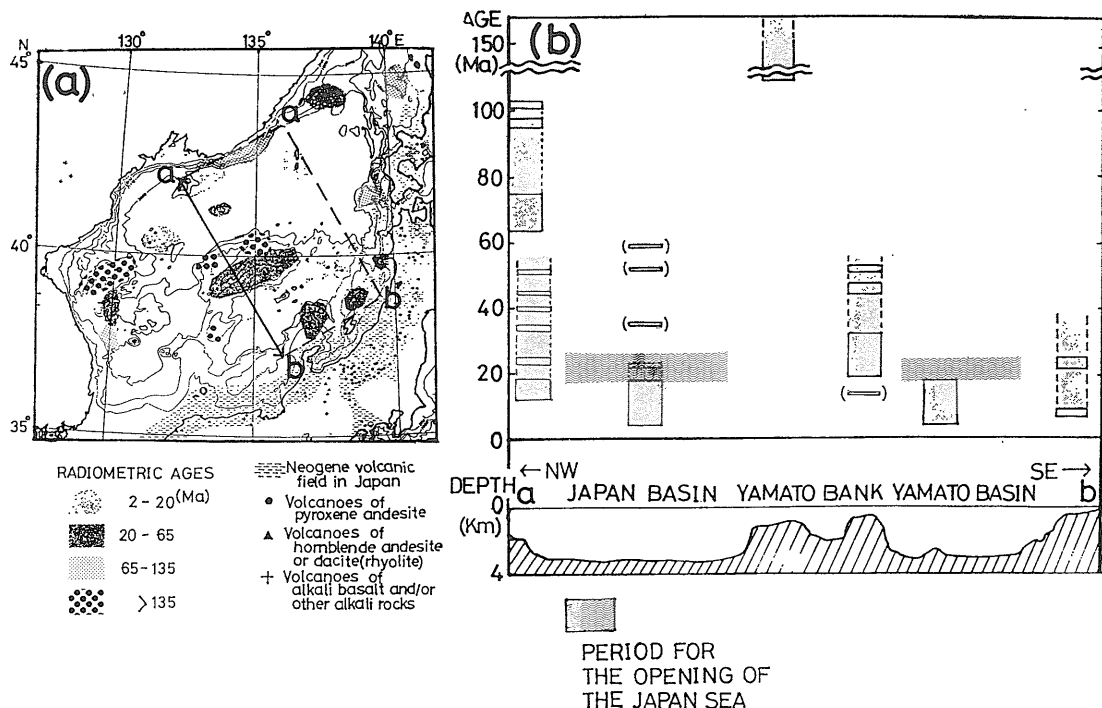 (a)
N
130°
135°
140°E
45°
40°
35°
a
a
b
b
RADIOMETRIC AGES
2 – 20 (Ma)
20 – 65
65 – 135
>135
Neogene volcanic
field in Japan
Volcanoes of
pyroxene andesite
Volcanoes of
hornblende andesite
or dacite(rhyolite)
Volcanoes of
alkali basalt and/or
other alkali rocks
(b)
AGE
150
(Ma)
100
80
60
40
20
0
( )
( )
( )
( )
←NW
SE→
DEPTH a JAPAN BASIN YAMATO BANK YAMATO BASIN b
0
(Km)
4
PERIOD FOR
THE OPENING OF
THE JAPAN SEA